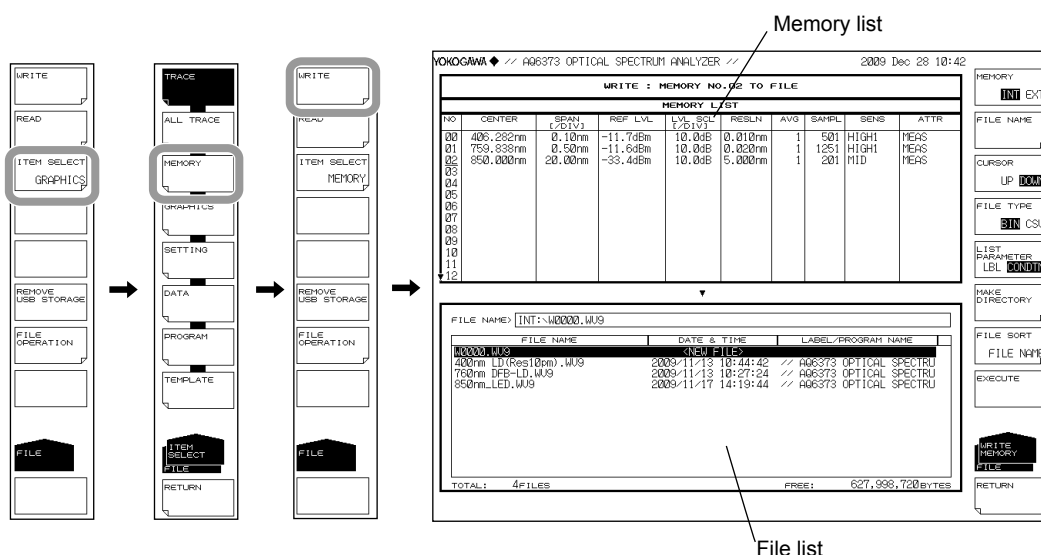 Memory list
WRITE
READ
ITEM SELECT
GRAPHICS
REMOVE
USB STORAGE
FILE
OPERATION
FILE
TRACE
ALL TRACE
MEMORY
GRAPHICS
SETTING
DATA
PROGRAM
TEMPLATE
ITEM
SELECT
FILE
RETURN
WRITE
READ
ITEM SELECT
MEMORY
REMOVE
USB STORAGE
FILE
OPERATION
FILE
YOKOGAWA ◆ // AQ6373 OPTICAL SPECTRUM ANALYZER // 2009 Dec 28 10:42
WRITE : MEMORY NO.02 TO FILE
MEMORY LIST
NO CENTER SPAN [/DIV] REF LVL LVL SCL [/DIV] RESLN AVG SAMPL SENS ATTR
00 406.282nm 0.10nm -11.7dBm 10.0dB 0.010nm 1 501 HIGH1 MEAS
01 759.838nm 0.50nm -11.6dBm 10.0dB 0.020nm 1 1251 HIGH1 MEAS
02 850.000nm 20.00nm -33.4dBm 10.0dB 5.000nm 1 201 MID MEAS
03
04
05
06
07
08
09
10
11
▼12
▼
FILE NAME> INT:\W0000.WV9
FILE NAME DATE & TIME LABEL/PROGRAM NAME
W0000.WV9 <NEW FILE>
400nm LD(Res10pm).WV9 2009/11/13 10:44:42 // AQ6373 OPTICAL SPECTRU
760nm DFB-LD.WV9 2009/11/13 10:27:24 // AQ6373 OPTICAL SPECTRU
850nm_LED.WV9 2009/11/17 14:19:44 // AQ6373 OPTICAL SPECTRU
TOTAL: 4FILES FREE: 627,998,720BYTES
MEMORY
INT EXT
FILE NAME
CURSOR
UP DOWN
FILE TYPE
BIN CSV
LIST
PARAMETER
LBL CONDTN
MAKE
DIRECTORY
FILE SORT
FILE NAME
EXECUTE
WRITE
MEMORY
FILE
RETURN
File list